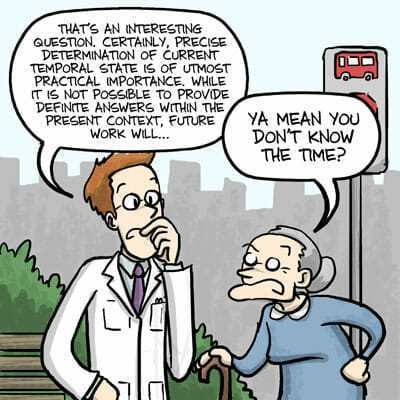 THAT'S AN INTERESTING
QUESTION. CERTAINLY, PRECISE
DETERMINATION OF CURRENT
TEMPORAL STATE IS OF UTMOST
PRACTICAL IMPORTANCE. WHILE
IT IS NOT POSSIBLE TO PROVIDE
DEFINITE ANSWERS WITHIN THE
PRESENT CONTEXT, FUTURE
WORK WILL...
YA MEAN YOU
DON'T KNOW
THE TIME?